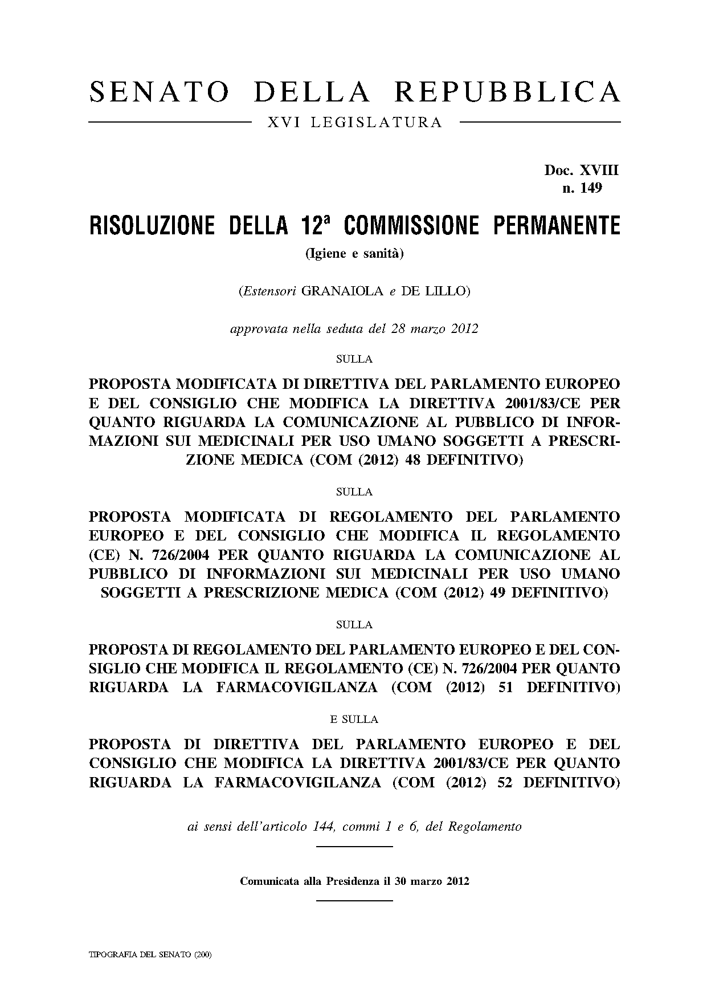 SENATO DELLA REPUBBLICA
XVI LEGISLATURA
Doc. XVIII
n. 149
RISOLUZIONE DELLA 12ª COMMISSIONE PERMANENTE
(Igiene e sanità)
(Estensori GRANAIOLA e DE LILLO)
approvata nella seduta del 28 marzo 2012
SULLA
PROPOSTA MODIFICATA DI DIRETTIVA DEL PARLAMENTO EUROPEO
E DEL CONSIGLIO CHE MODIFICA LA DIRETTIVA 2001/83/CE PER
QUANTO RIGUARDA LA COMUNICAZIONE AL PUBBLICO DI INFOR-
MAZIONI SUI MEDICINALI PER USO UMANO SOGGETTI A PRESCRI-
ZIONE MEDICA (COM (2012) 48 DEFINITIVO)
SULLA
PROPOSTA MODIFICATA DI REGOLAMENTO DEL PARLAMENTO
EUROPEO E DEL CONSIGLIO CHE MODIFICA IL REGOLAMENTO
(CE) N. 726/2004 PER QUANTO RIGUARDA LA COMUNICAZIONE AL
PUBBLICO DI INFORMAZIONI SUI MEDICINALI PER USO UMANO
SOGGETTI A PRESCRIZIONE MEDICA (COM (2012) 49 DEFINITIVO)
SULLA
PROPOSTA DI REGOLAMENTO DEL PARLAMENTO EUROPEO E DEL CON-
SIGLIO CHE MODIFICA IL REGOLAMENTO (CE) N. 726/2004 PER QUANTO
RIGUARDA LA FARMACOVIGILANZA (COM (2012) 51 DEFINITIVO)
E SULLA
PROPOSTA DI DIRETTIVA DEL PARLAMENTO EUROPEO E DEL
CONSIGLIO CHE MODIFICA LA DIRETTIVA 2001/83/CE PER QUANTO
RIGUARDA LA FARMACOVIGILANZA (COM (2012) 52 DEFINITIVO)
ai sensi dell'articolo 144, commi 1 e 6, del Regolamento
Comunicata alla Presidenza il 30 marzo 2012
TIPOGRAFIA DEL SENATO (200)